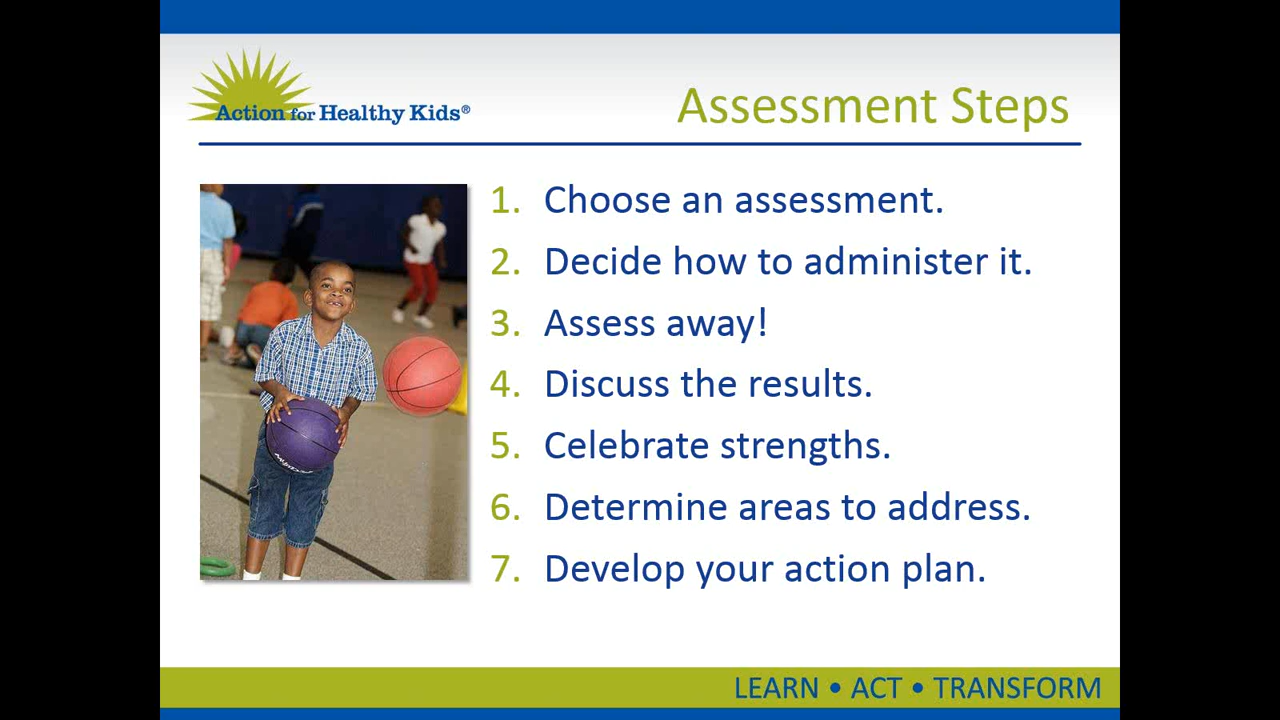 Action for Healthy Kids®
Assessment Steps
1. Choose an assessment.
2. Decide how to administer it.
3. Assess away!
4. Discuss the results.
5. Celebrate strengths.
6. Determine areas to address.
7. Develop your action plan.
LEARN • ACT • TRANSFORM